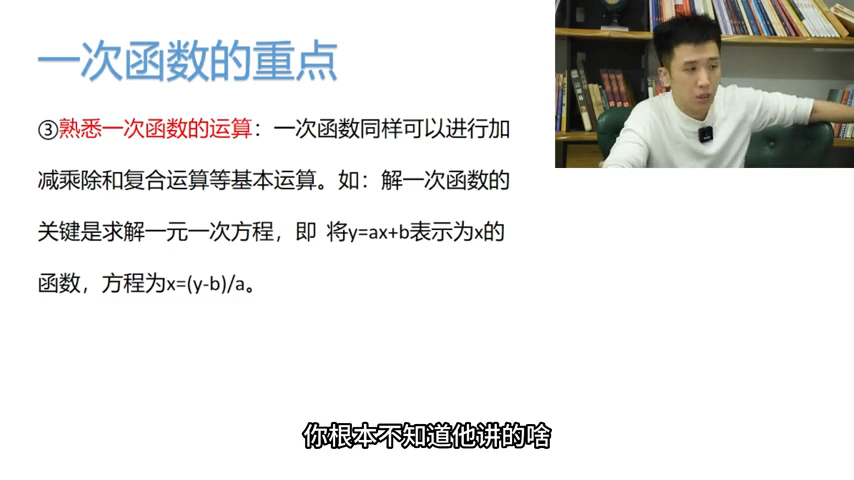 一次函数的重点
③熟悉一次函数的运算：一次函数同样可以进行加
减乘除和复合运算等基本运算。如：解一次函数的
关键是求解一元一次方程，即 将y=ax+b表示为x的
函数，方程为x=(y-b)/a。
你根本不知道他讲的啥